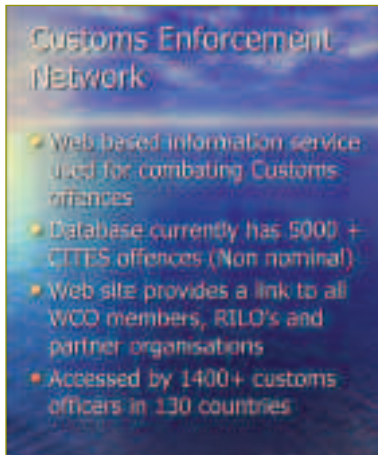 Customs Enforcement
Network
Web based information service
used for combating Customs
offences
Database currently has 5000 +
CITES offences (Non nominal)
Web site provides a link to all
WCO members, RILO's and
partner organisations
Accessed by 1400+ customs
officers in 130 countries